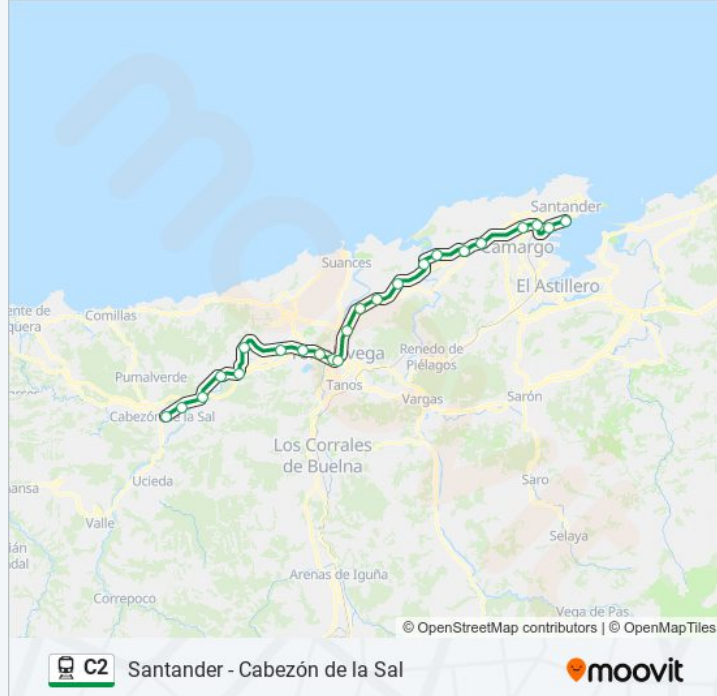 Santander
Camargo
Suances
El Astillero
Comillas
Renedo de
Piélagos
Pumalverde
Tanos
Vargas
Sarón
Cabezón de la Sal
Los Corrales
de Buelna
Ucieda
Saro
Valle
Selaya
Arenas de Iguña
Correpoco
Vega de Pas
© OpenStreetMap contributors | © OpenMapTiles
C2 Santander - Cabezón de la Sal moovit